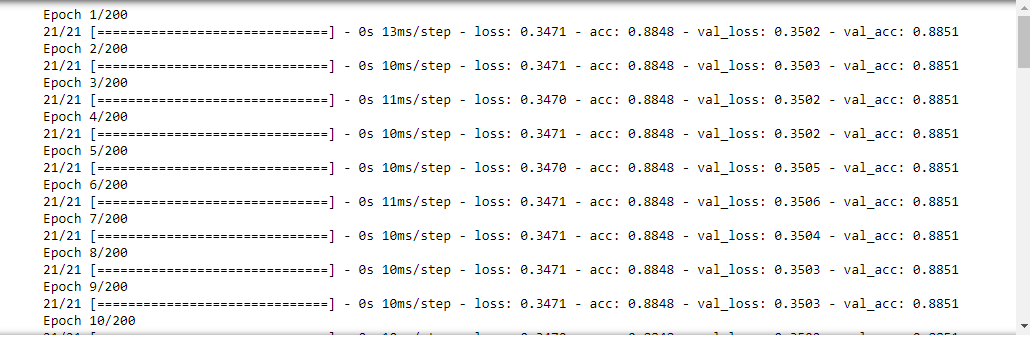 Epoch 1/200
21/21 [==============================] - 0s 13ms/step - loss: 0.3471 - acc: 0.8848 - val_loss: 0.3502 - val_acc: 0.8851
Epoch 2/200
21/21 [==============================] - 0s 10ms/step - loss: 0.3471 - acc: 0.8848 - val_loss: 0.3503 - val_acc: 0.8851
Epoch 3/200
21/21 [==============================] - 0s 11ms/step - loss: 0.3470 - acc: 0.8848 - val_loss: 0.3502 - val_acc: 0.8851
Epoch 4/200
21/21 [==============================] - 0s 10ms/step - loss: 0.3471 - acc: 0.8848 - val_loss: 0.3502 - val_acc: 0.8851
Epoch 5/200
21/21 [==============================] - 0s 10ms/step - loss: 0.3470 - acc: 0.8848 - val_loss: 0.3505 - val_acc: 0.8851
Epoch 6/200
21/21 [==============================] - 0s 11ms/step - loss: 0.3471 - acc: 0.8848 - val_loss: 0.3506 - val_acc: 0.8851
Epoch 7/200
21/21 [==============================] - 0s 10ms/step - loss: 0.3471 - acc: 0.8848 - val_loss: 0.3504 - val_acc: 0.8851
Epoch 8/200
21/21 [==============================] - 0s 10ms/step - loss: 0.3471 - acc: 0.8848 - val_loss: 0.3503 - val_acc: 0.8851
Epoch 9/200
21/21 [==============================] - 0s 10ms/step - loss: 0.3471 - acc: 0.8848 - val_loss: 0.3503 - val_acc: 0.8851
Epoch 10/200